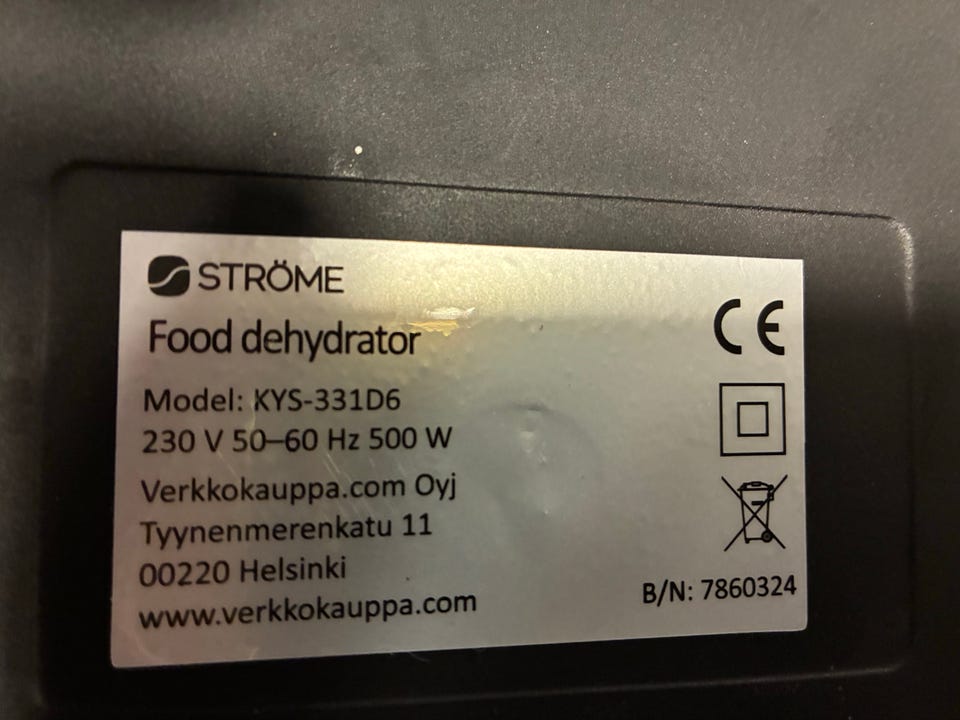 STRÖME
Food dehydrator
Model: KYS-331D6
230 V 50–60 Hz 500 W
Verkkokauppa.com Oyj
Tyynenmerenkatu 11
00220 Helsinki
www.verkkokauppa.com
CE
B/N: 7860324